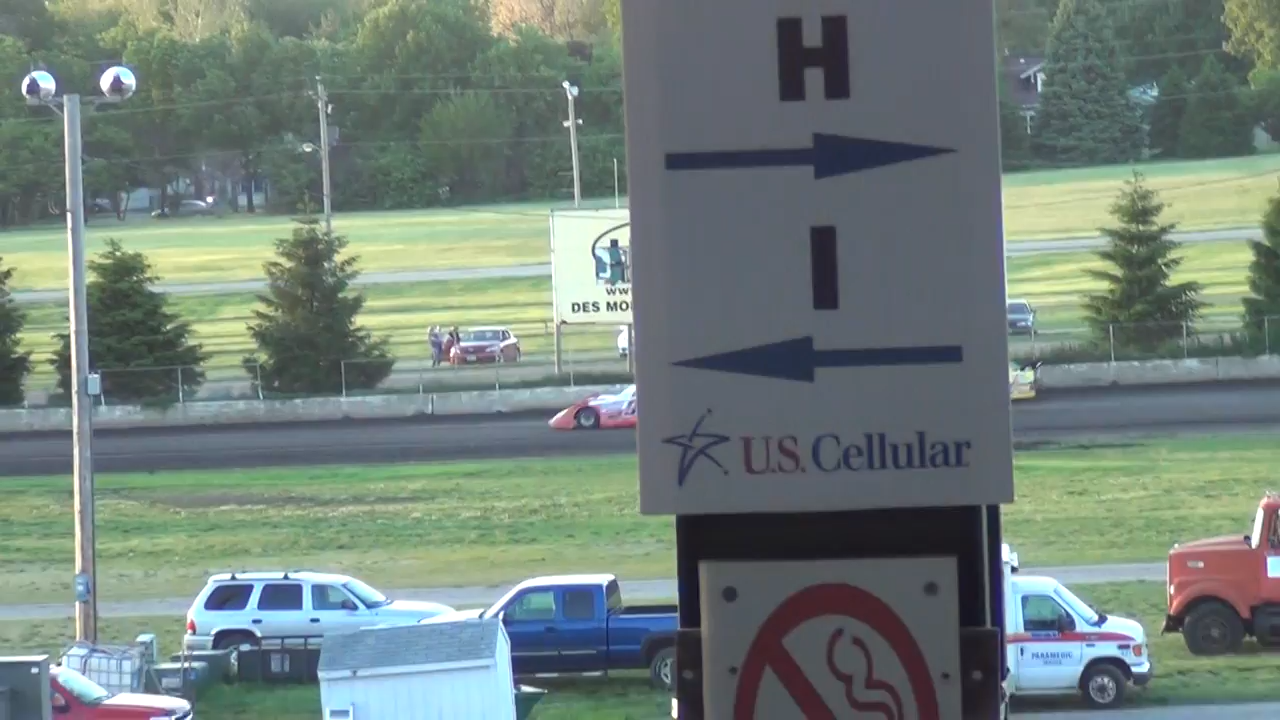 H
I
U.S. Cellular
DES MO
PARAMEDIC